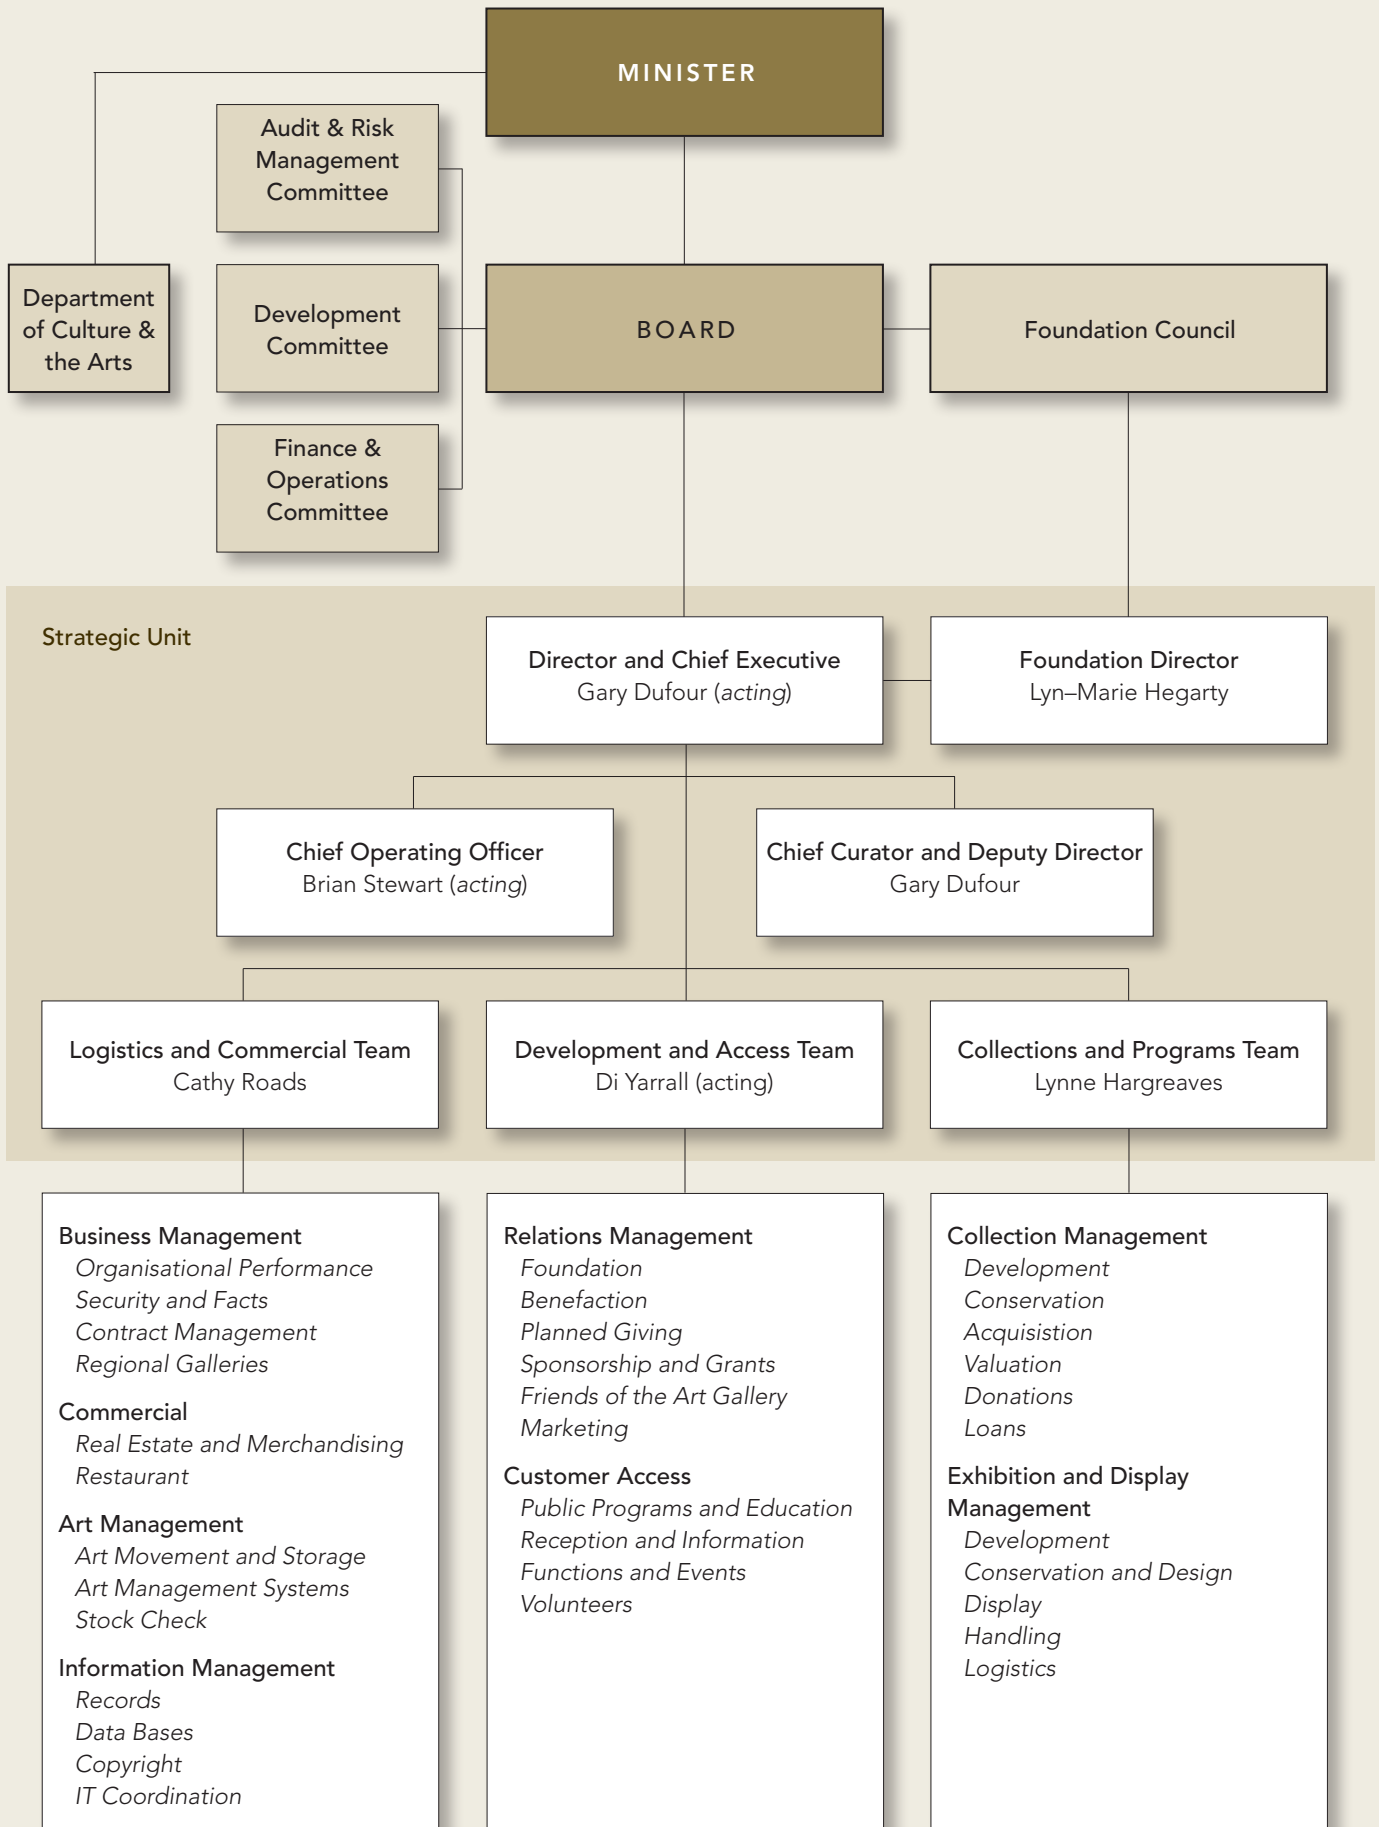 MINISTER
Audit & Risk
Management
Committee
Department
of Culture &
the Arts
Development
Committee
BOARD
Foundation Council
Finance &
Operations
Committee
Strategic Unit
Director and Chief Executive
Gary Dufour (acting)
Foundation Director
Lyn–Marie Hegarty
Chief Operating Officer
Brian Stewart (acting)
Chief Curator and Deputy Director
Gary Dufour
Logistics and Commercial Team
Cathy Roads
Development and Access Team
Di Yarrall (acting)
Collections and Programs Team
Lynne Hargreaves
Business Management
Organisational Performance
Security and Facts
Contract Management
Regional Galleries
Commercial
Real Estate and Merchandising
Restaurant
Art Management
Art Movement and Storage
Art Management Systems
Stock Check
Information Management
Records
Data Bases
Copyright
IT Coordination
Relations Management
Foundation
Benefaction
Planned Giving
Sponsorship and Grants
Friends of the Art Gallery
Marketing
Customer Access
Public Programs and Education
Reception and Information
Functions and Events
Volunteers
Collection Management
Development
Conservation
Acquisistion
Valuation
Donations
Loans
Exhibition and Display
Management
Development
Conservation and Design
Display
Handling
Logistics